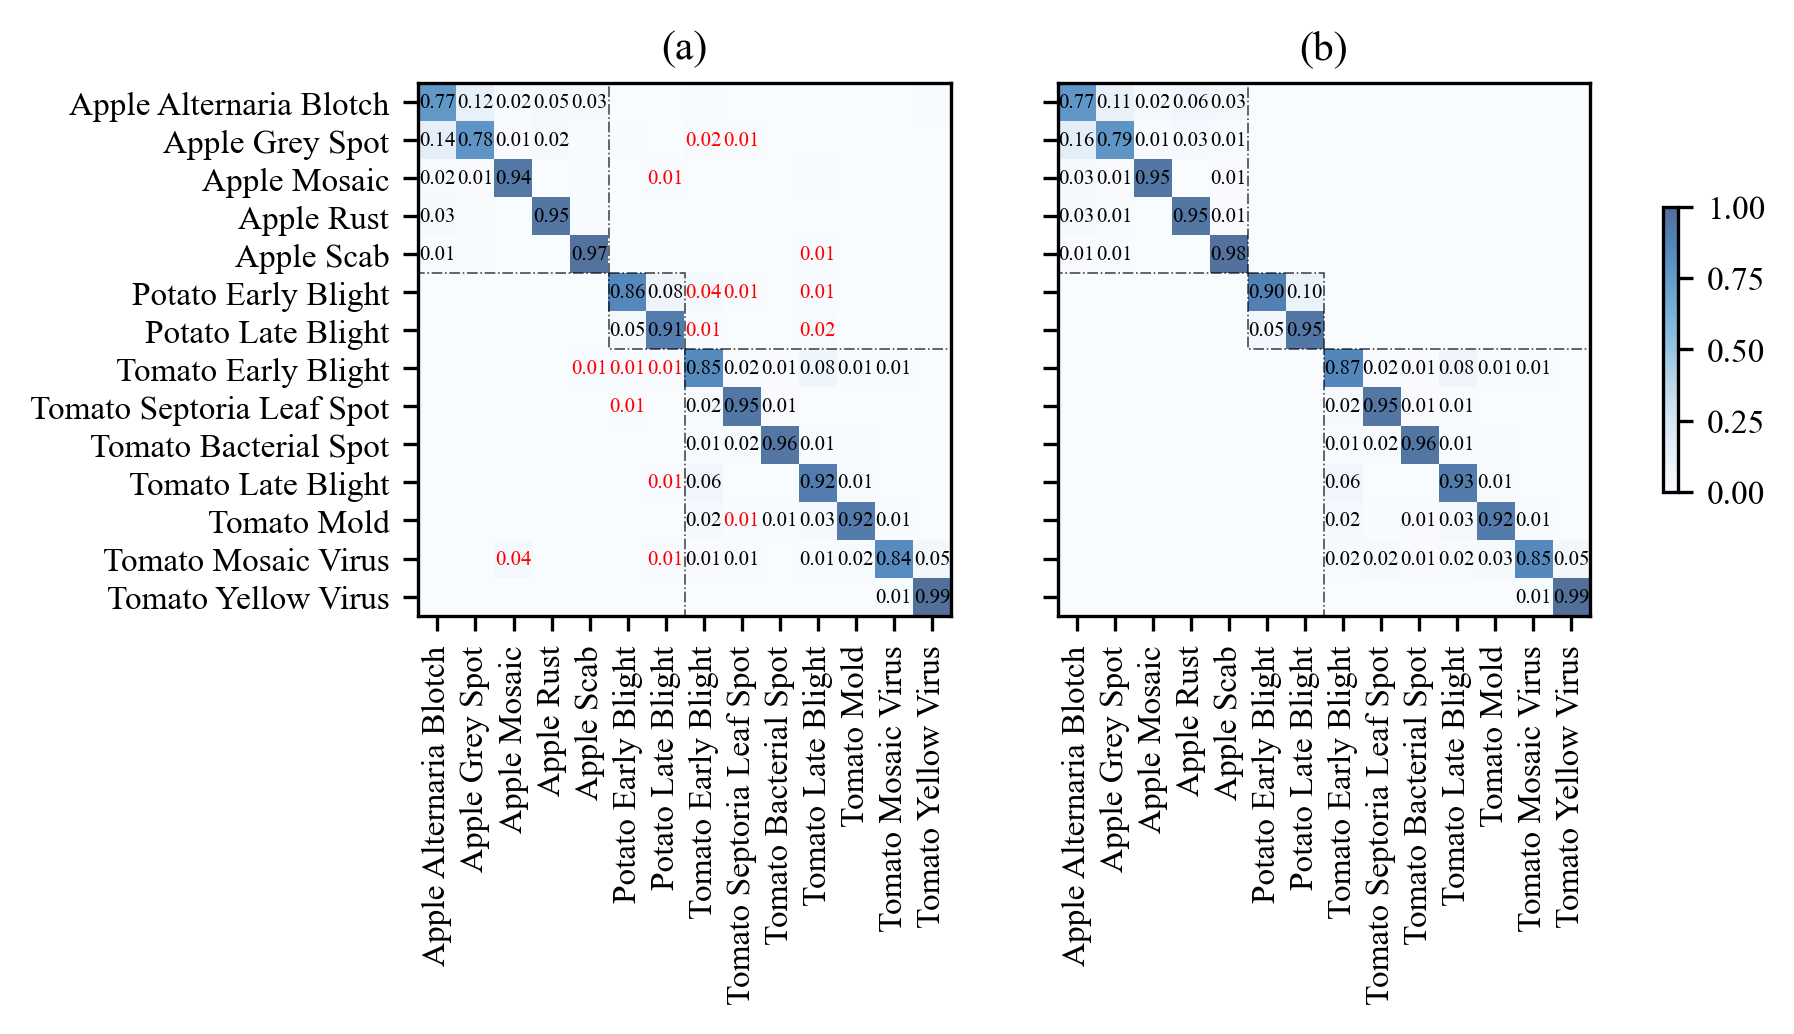 (a) (b)
Apple Alternaria Blotch 0.77 0.12 0.02 0.05 0.03 0.77 0.11 0.02 0.06 0.03
Apple Grey Spot 0.14 0.78 0.01 0.02 0.02 0.01 0.16 0.79 0.01 0.03 0.01
Apple Mosaic 0.02 0.01 0.94 0.01 0.03 0.01 0.95 0.01
Apple Rust 0.03 0.95 0.03 0.01 0.95 0.01 1.00
Apple Scab 0.01 0.97 0.01 0.01 0.01 0.98
Potato Early Blight 0.86 0.08 0.04 0.01 0.01 0.90 0.10 0.75
Potato Late Blight 0.05 0.91 0.01 0.02 0.05 0.95
Tomato Early Blight 0.01 0.01 0.01 0.85 0.02 0.01 0.08 0.01 0.01 0.87 0.02 0.01 0.08 0.01 0.01 0.50
Tomato Septoria Leaf Spot 0.01 0.02 0.95 0.01 0.02 0.95 0.01 0.01 0.25
Tomato Bacterial Spot 0.01 0.02 0.96 0.01 0.01 0.02 0.96 0.01
Tomato Late Blight 0.01 0.06 0.92 0.01 0.06 0.93 0.01 0.00
Tomato Mold 0.02 0.01 0.01 0.03 0.92 0.01 0.02 0.01 0.03 0.92 0.01
Tomato Mosaic Virus 0.04 0.01 0.01 0.01 0.01 0.02 0.84 0.05 0.02 0.02 0.01 0.02 0.03 0.85 0.05
Tomato Yellow Virus 0.01 0.99 0.01 0.99
Apple Alternaria Blotch
Apple Grey Spot
Apple Mosaic
Apple Rust
Apple Scab
Potato Early Blight
Potato Late Blight
Tomato Early Blight
Tomato Septoria Leaf Spot
Tomato Bacterial Spot
Tomato Late Blight
Tomato Mold
Tomato Mosaic Virus
Tomato Yellow Virus
Apple Alternaria Blotch
Apple Grey Spot
Apple Mosaic
Apple Rust
Apple Scab
Potato Early Blight
Potato Late Blight
Tomato Early Blight
Tomato Septoria Leaf Spot
Tomato Bacterial Spot
Tomato Late Blight
Tomato Mold
Tomato Mosaic Virus
Tomato Yellow Virus